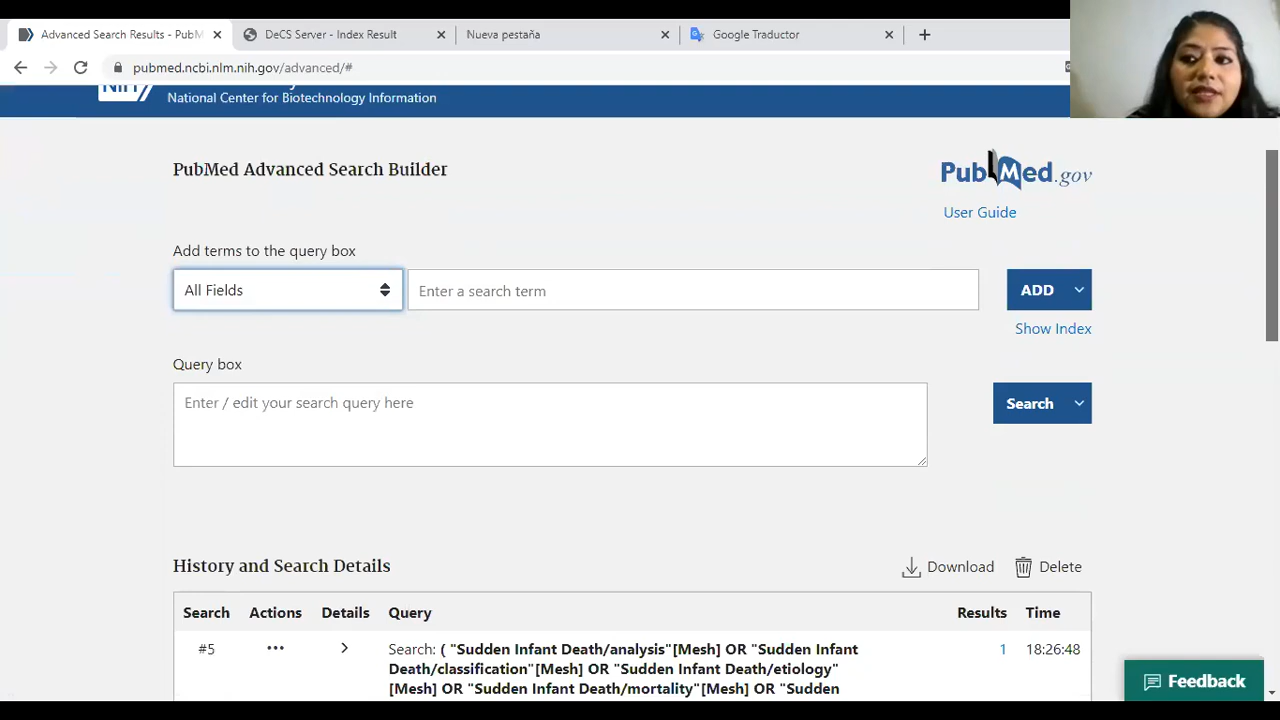 Advanced Search Results - PubM
DeCS Server - Index Result
Nueva pestaña
Google Traductor
pubmed.ncbi.nlm.nih.gov/advanced/#
NIH
National Center for Biotechnology Information
PubMed Advanced Search Builder
PubMed.gov
User Guide
Add terms to the query box
All Fields
Enter a search term
ADD
Show Index
Query box
Enter / edit your search query here
Search
History and Search Details
Download
Delete
Search Actions Details Query Results Time
#5 ... > Search: ( "Sudden Infant Death/analysis"[Mesh] OR "Sudden Infant 1 18:26:48
Death/classification"[Mesh] OR "Sudden Infant Death/etiology"
[Mesh] OR "Sudden Infant Death/mortality"[Mesh] OR "Sudden
Feedback